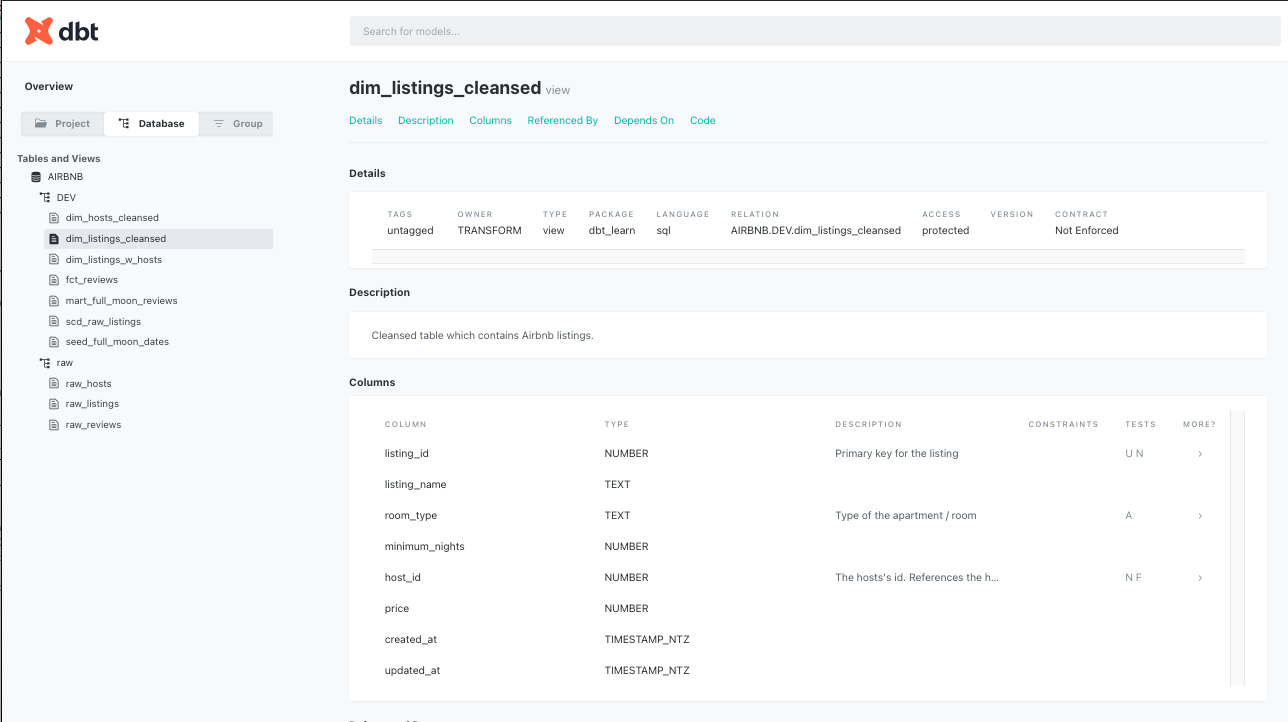 dbt
Search for models...
Overview
Project Database Group
Tables and Views
AIRBNB
DEV
dim_hosts_cleansed
dim_listings_cleansed
dim_listings_w_hosts
fct_reviews
mart_full_moon_reviews
scd_raw_listings
seed_full_moon_dates
raw
raw_hosts
raw_listings
raw_reviews
dim_listings_cleansed view
Details Description Columns Referenced By Depends On Code
Details
TAGS OWNER TYPE PACKAGE LANGUAGE RELATION ACCESS VERSION CONTRACT
untagged TRANSFORM view dbt_learn sql AIRBNB.DEV.dim_listings_cleansed protected Not Enforced
Description
Cleansed table which contains Airbnb listings.
Columns
COLUMN TYPE DESCRIPTION CONSTRAINTS TESTS MORE?
listing_id NUMBER Primary key for the listing U N >
listing_name TEXT
room_type TEXT Type of the apartment / room A >
minimum_nights NUMBER
host_id NUMBER The hosts's id. References the h... N F >
price NUMBER
created_at TIMESTAMP_NTZ
updated_at TIMESTAMP_NTZ